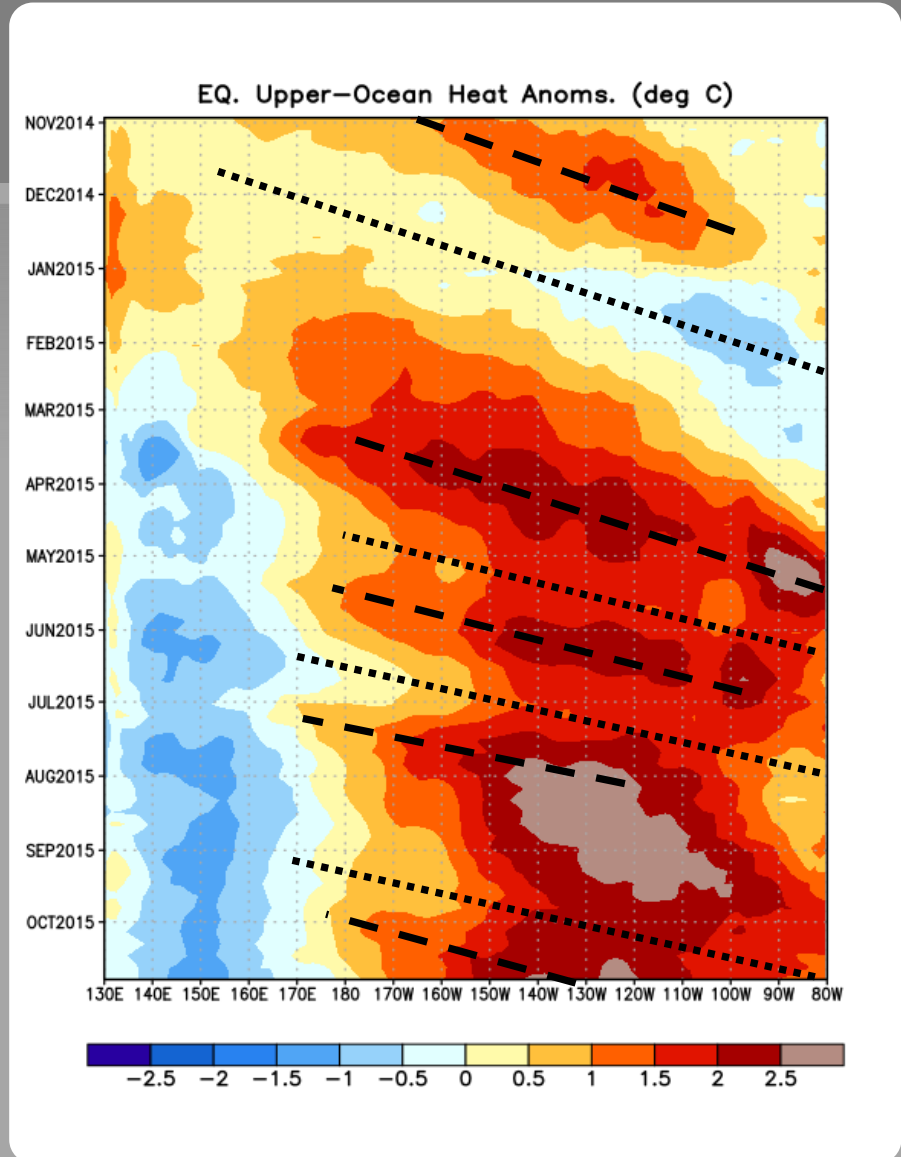 EQ. Upper-Ocean Heat Anoms. (deg C)
NOV2014
DEC2014
JAN2015
FEB2015
MAR2015
APR2015
MAY2015
JUN2015
JUL2015
AUG2015
SEP2015
OCT2015
130E 140E 150E 160E 170E 180 170W 160W 150W 140W 130W 120W 110W 100W 90W 80W
-2.5 -2 -1.5 -1 -0.5 0 0.5 1 1.5 2 2.5